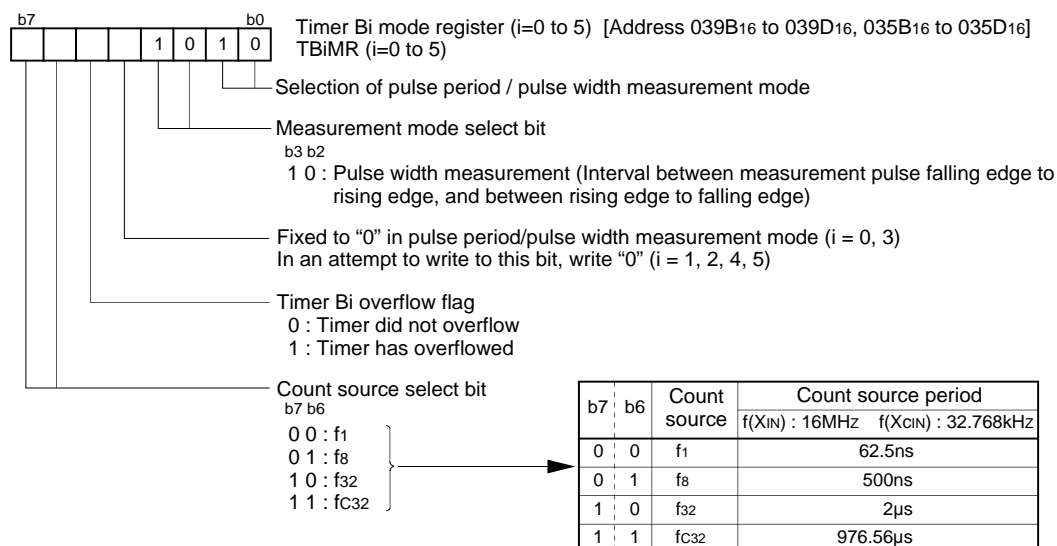 b7 b0
Timer Bi mode register (i=0 to 5) [Address 039B16 to 039D16, 035B16 to 035D16]
1 0 1 0
TBiMR (i=0 to 5)
Selection of pulse period / pulse width measurement mode
Measurement mode select bit
b3 b2
1 0 : Pulse width measurement (Interval between measurement pulse falling edge to
rising edge, and between rising edge to falling edge)
Fixed to “0” in pulse period/pulse width measurement mode (i = 0, 3)
In an attempt to write to this bit, write “0” (i = 1, 2, 4, 5)
Timer Bi overflow flag
0 : Timer did not overflow
1 : Timer has overflowed
Count source select bit
b7 b6
0 0 : f1
0 1 : f8
1 0 : f32
1 1 : fC32
b7 b6 Count source Count source period
f(XIN) : 16MHz f(XCIN) : 32.768kHz
0 0 f1 62.5ns
0 1 f8 500ns
1 0 f32 2µs
1 1 fC32 976.56µs